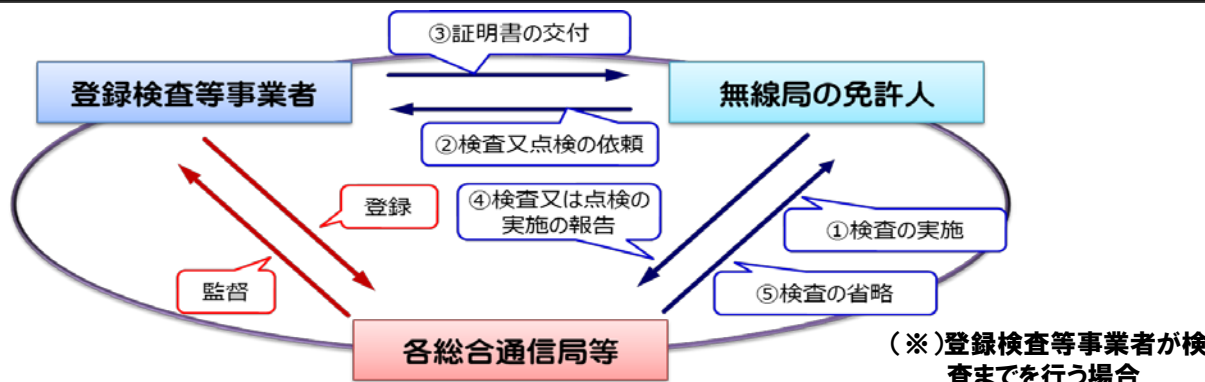 ③証明書の交付
登録検査等事業者
無線局の免許人
②検査又点検の依頼
登録
④検査又は点検の
実施の報告
①検査の実施
監督
⑤検査の省略
各総合通信局等
(※)登録検査等事業者が検
査までを行う場合